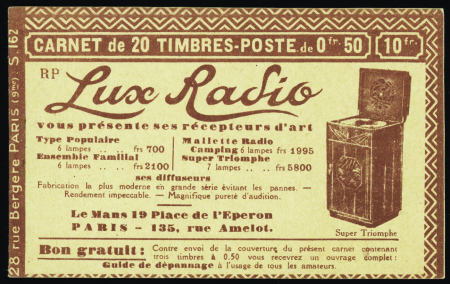 CARNET de 20 TIMBRES-POSTE de 0 fr. 50 10 fr.
RP Lux Radio
vous présente ses récepteurs d'art
Type Populaire
6 lampes frs 700
Ensemble Familial
6 lampes .. .. frs 2100
Mallette Radio
Camping 6 lampes frs 1995
Super Triomphe
7 lampes .. .. frs 5800
ses diffuseurs
Fabrication la plus moderne en grande série évitant les pannes. —
Rendement impeccable. — Magnifique pureté d'audition.
Le Mans 19 Place de l'Eperon
PARIS - 135, rue Amelot.
Super Triomphe
Bon gratuit: Contre envoi de la couverture du présent carnet contenant
trois timbres à 0.50 vous recevrez un ouvrage complet:
Guide de dépannage à l'usage de tous les amateurs.
28 rue Bergère PARIS (9me) S. 162